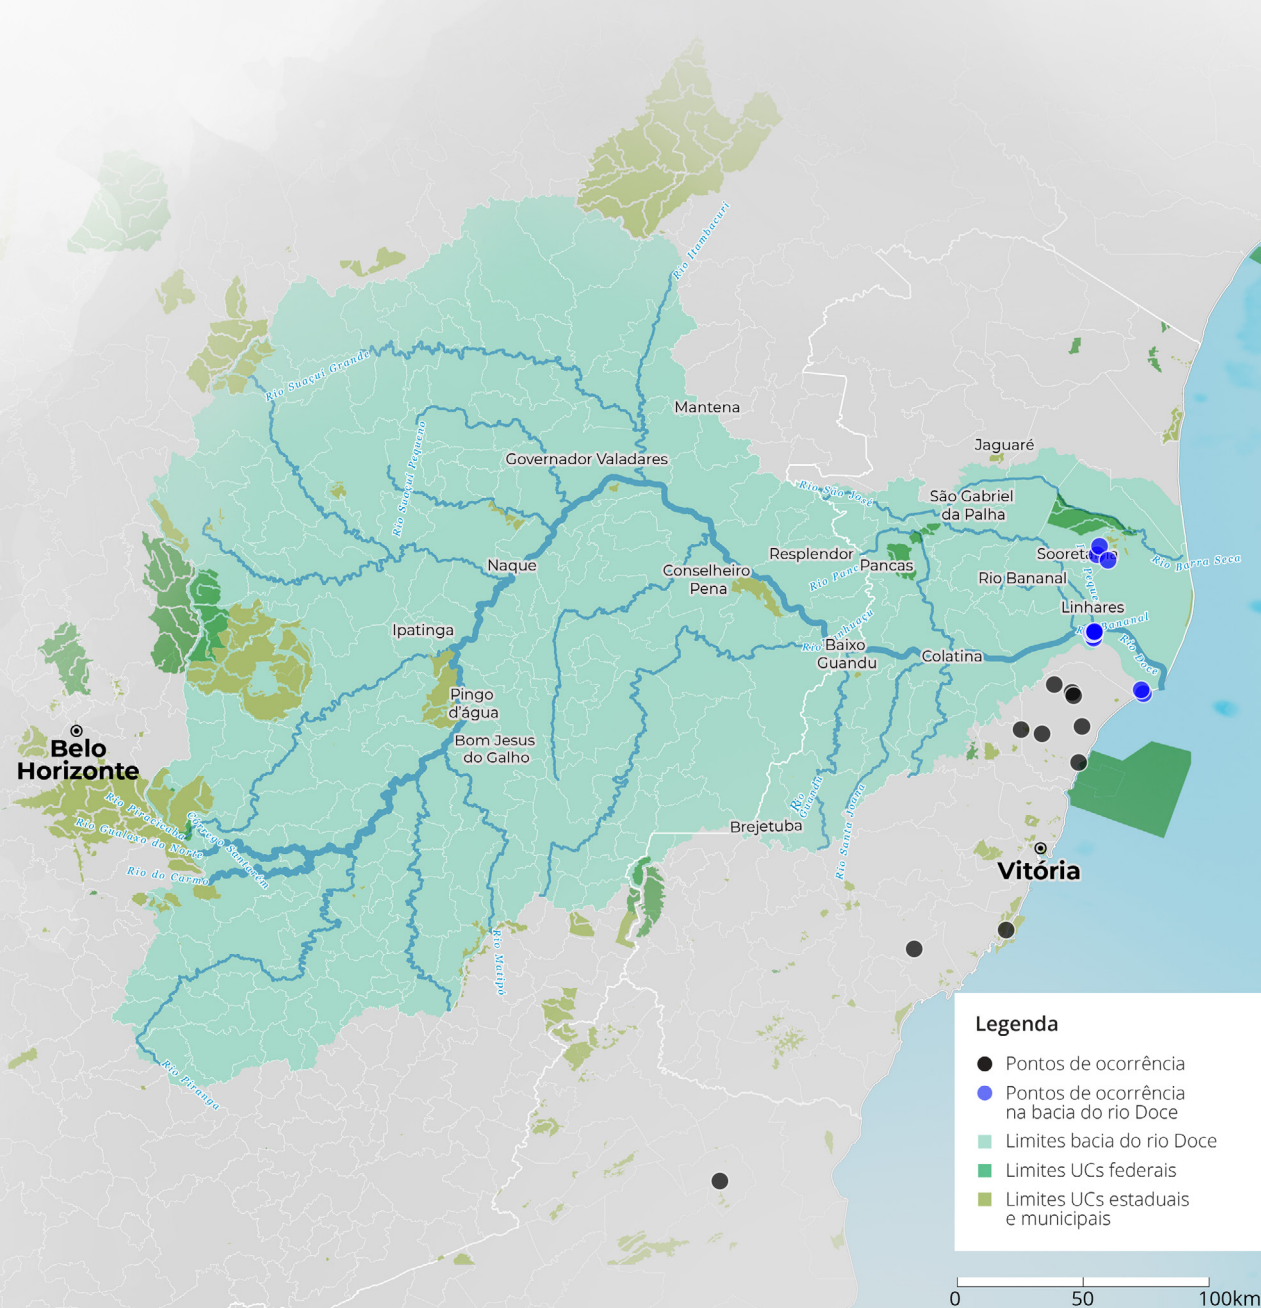 Rio Itambacuri
Rio Suaçuí Grande
Mantena
Rio Suaçuí Pequeno
Governador Valadares
Jaguaré
Rio São José
São Gabriel
da Palha
Naque
Conselheiro
Pena
Resplendor
Pancas
Sooretama
Rio Barra Seca
Rio Bananal
Linhares
Bananal
Rio Doce
Ipatinga
Baixo
Guandu
Colatina
Pingo
d'água
Bom Jesus
do Galho
Belo
Horizonte
Rio Piracicaba
Rio Gualaxo do Norte
Rio do Carmo
Córrego Santarém
Brejetuba
Rio
Guandu
Rio Santa Joana
Vitória
Rio Matipó
Rio Piranga
Legenda
Pontos de ocorrência
Pontos de ocorrência
na bacia do rio Doce
Limites bacia do rio Doce
Limites UCs federais
Limites UCs estaduais
e municipais
0 50 100km